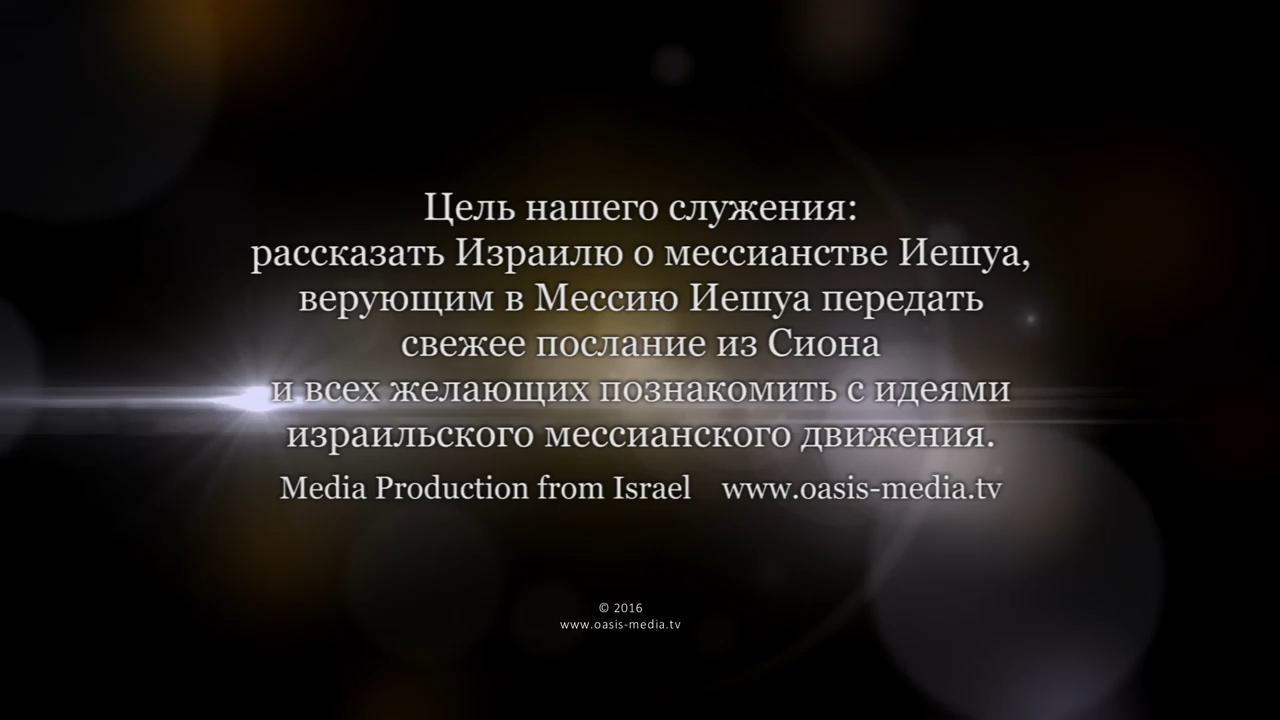 Цель нашего служения:
рассказать Израилю о мессианстве Иешуа,
верующим в Мессию Иешуа передать
свежее послание из Сиона
и всех желающих познакомить с идеями
израильского мессианского движения.
Media Production from Israel www.oasis-media.tv
© 2016
www.oasis-media.tv